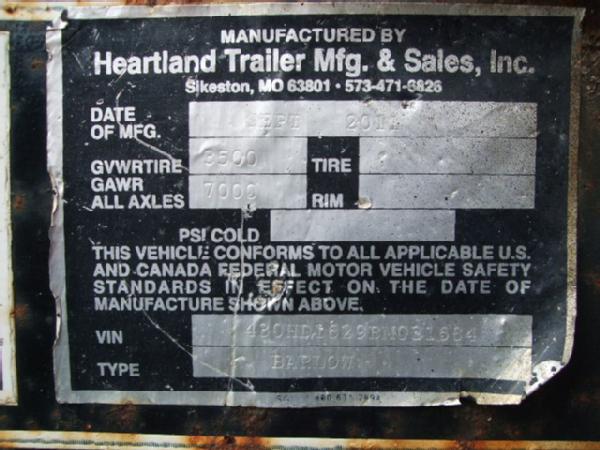 MANUFACTURED BY
Heartland Trailer Mfg. & Sales, Inc.
Sikeston, MO 63801 • 573-471-6826
DATE OF MFG. SEPT
GVWRTIRE 3500 TIRE
GAWR ALL AXLES 7000 RIM
PSI COLD
THIS VEHICLE CONFORMS TO ALL APPLICABLE U.S.
AND CANADA FEDERAL MOTOR VEHICLE SAFETY
STANDARDS IN EFFECT ON THE DATE OF
MANUFACTURE SHOWN ABOVE.
VIN
TYPE BARLOW